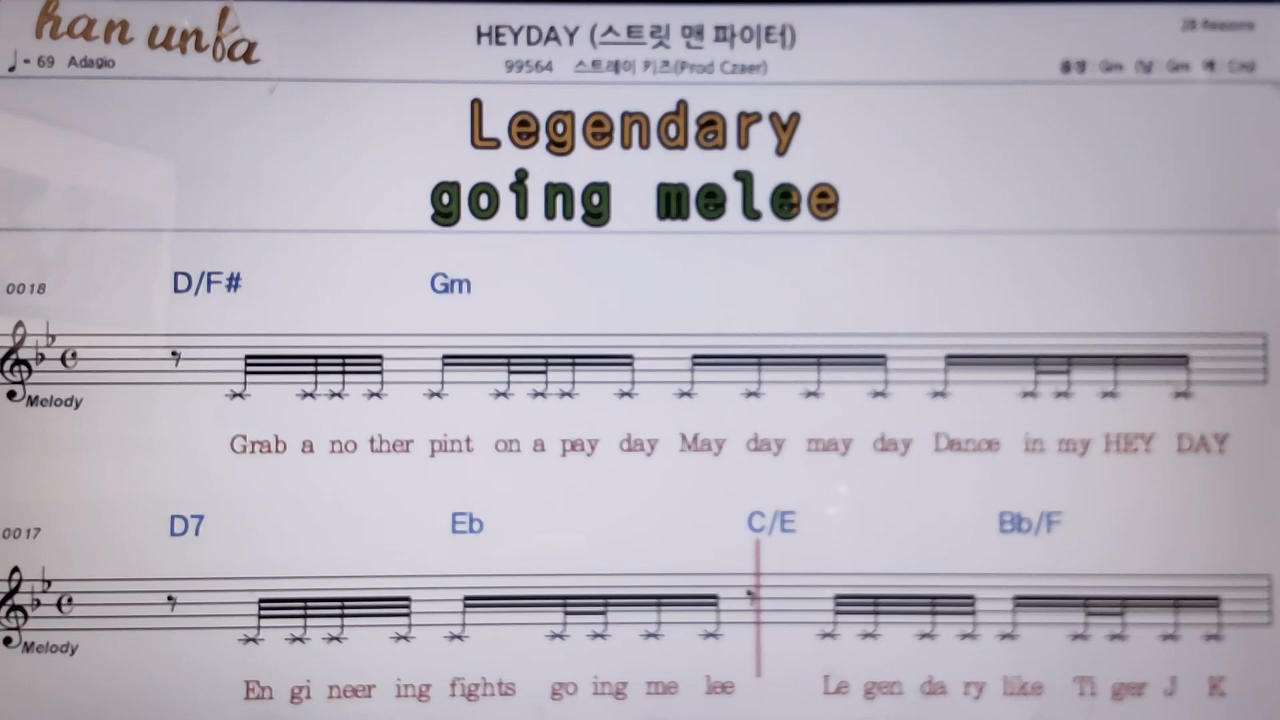 han unfa
HEYDAY (스트릿 맨 파이터)
♩= 69 Adagio
99564 스트레이 키즈(Prod Czaer)
Legendary
going melee
0018
D/F# Gm
Melody
Grab a no ther pint on a pay day May day may day Dance in my HEY DAY
0017
D7 Eb C/E Bb/F
Melody
En gi neer ing fights go ing me lee Le gen da ry like Ti ger J K